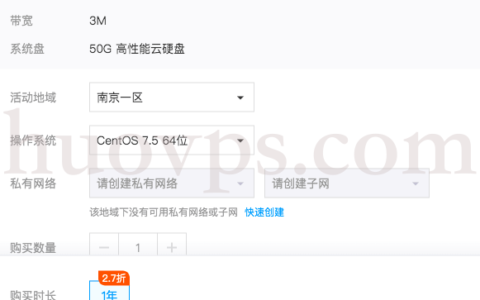 带宽 3M
系统盘 50G 高性能云硬盘
活动地域 南京一区
操作系统 CentOS 7.5 64位
huovps.com
私有网络 请创建私有网络 请创建子网
该地域下没有可用私有网络或子网 快速创建
购买数量 1
2.7折
购买时长 1年